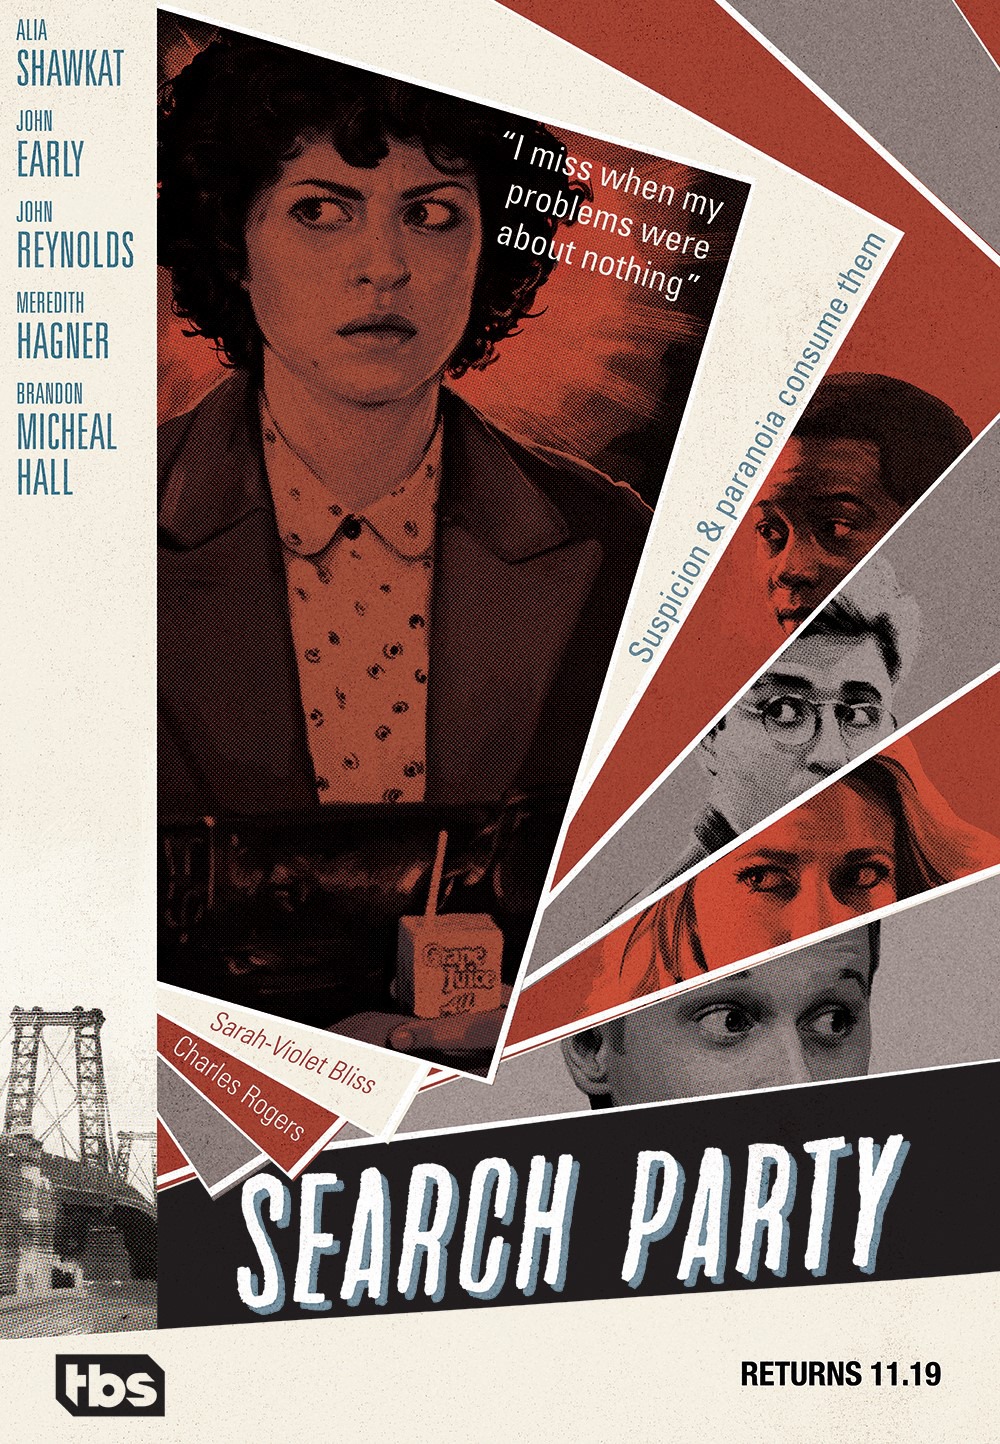 ALIA
SHAWKAT
JOHN
EARLY
JOHN
REYNOLDS
MEREDITH
HAGNER
BRANDON
MICHEAL
HALL
“I miss when my
problems were
about nothing”
Suspicion & paranoia consume them
Grape
Juice
Sarah-Violet Bliss
Charles Rogers
SEARCH PARTY
tbs
RETURNS 11.19